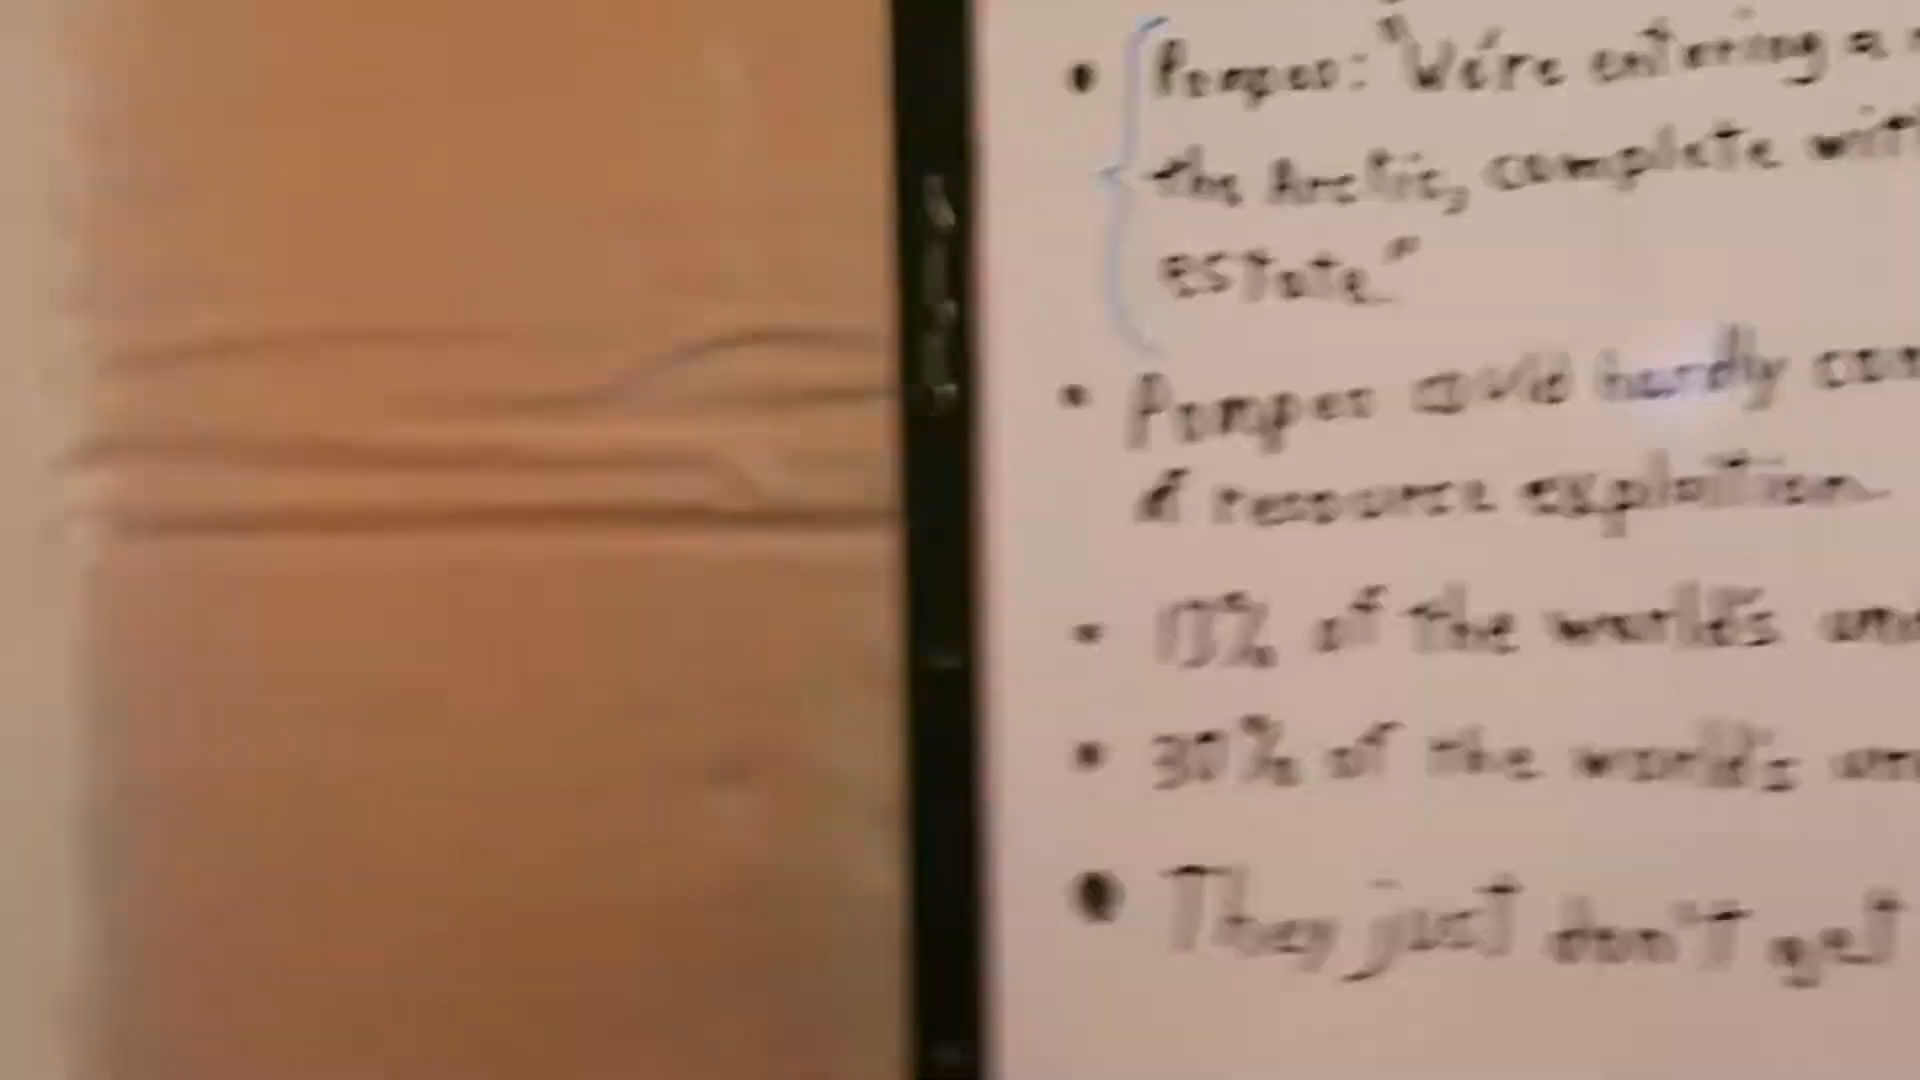 • Pompeo: "We're entering a
the Arctic, complete with
estate"
• Pompeo could hardly
of resource exploitation
• 13% of the world's
• 30% of the world's
• They just don't get